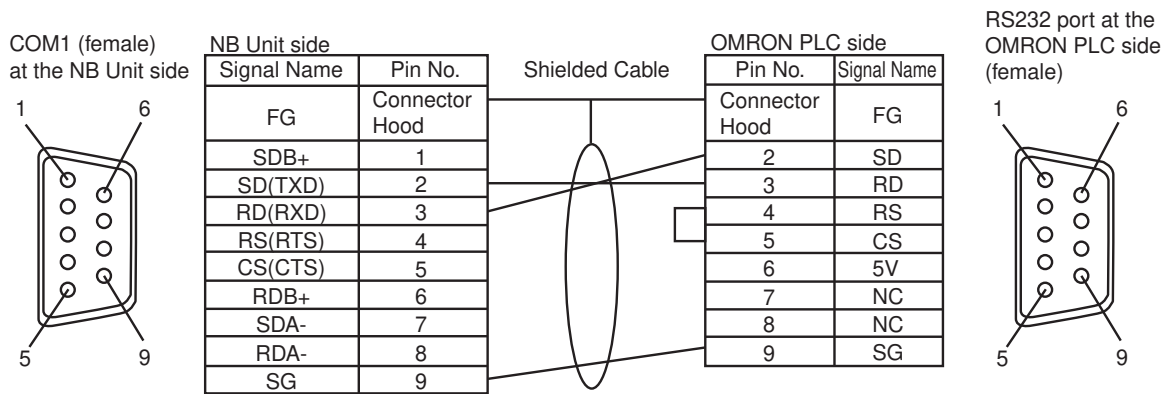 COM1 (female)
at the NB Unit side
1 6
5 9
NB Unit side
Signal Name Pin No.
FG Connector Hood
SDB+ 1
SD(TXD) 2
RD(RXD) 3
RS(RTS) 4
CS(CTS) 5
RDB+ 6
SDA- 7
RDA- 8
SG 9
Shielded Cable
OMRON PLC side
Pin No. Signal Name
Connector Hood FG
2 SD
3 RD
4 RS
5 CS
6 5V
7 NC
8 NC
9 SG
RS232 port at the
OMRON PLC side
(female)
1 6
5 9